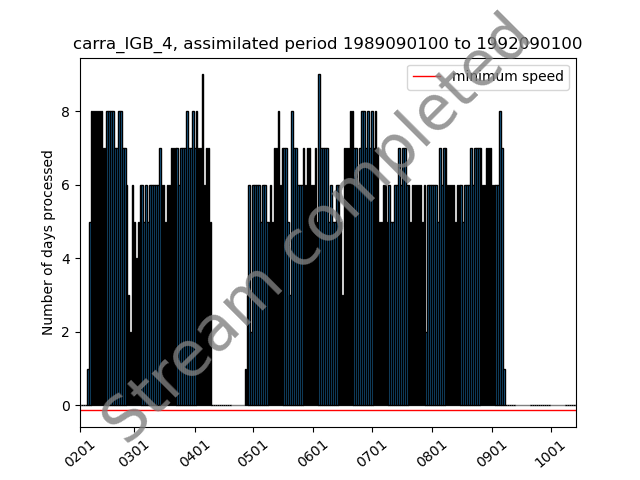 carra_IGB_4, assimilated period 1989090100 to 1992090100
minimum speed
Number of days processed
8
6
4
2
0
0201 0301 0401 0501 0601 0701 0801 0901 1001
Stream completed